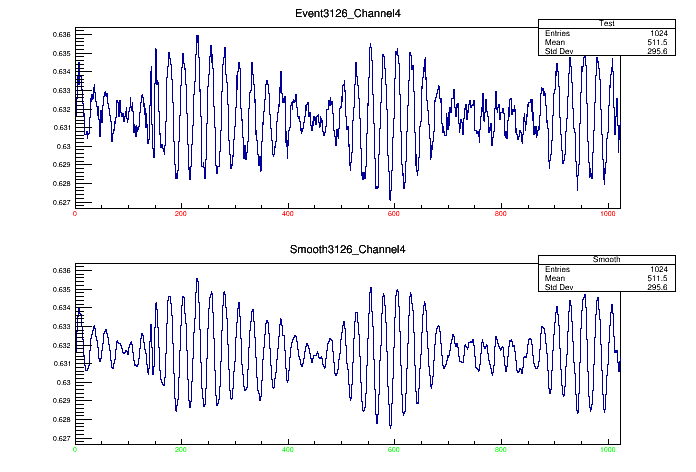 Event3126_Channel4
Test
Entries 1024
Mean 511.5
Std Dev 295.6
0.636
0.635
0.634
0.633
0.632
0.631
0.63
0.629
0.628
0.627
0 200 400 600 800 1000
Smooth3126_Channel4
Smooth
Entries 1024
Mean 511.5
Std Dev 295.6
0.636
0.635
0.634
0.633
0.632
0.631
0.63
0.629
0.628
0.627
0 200 400 600 800 1000